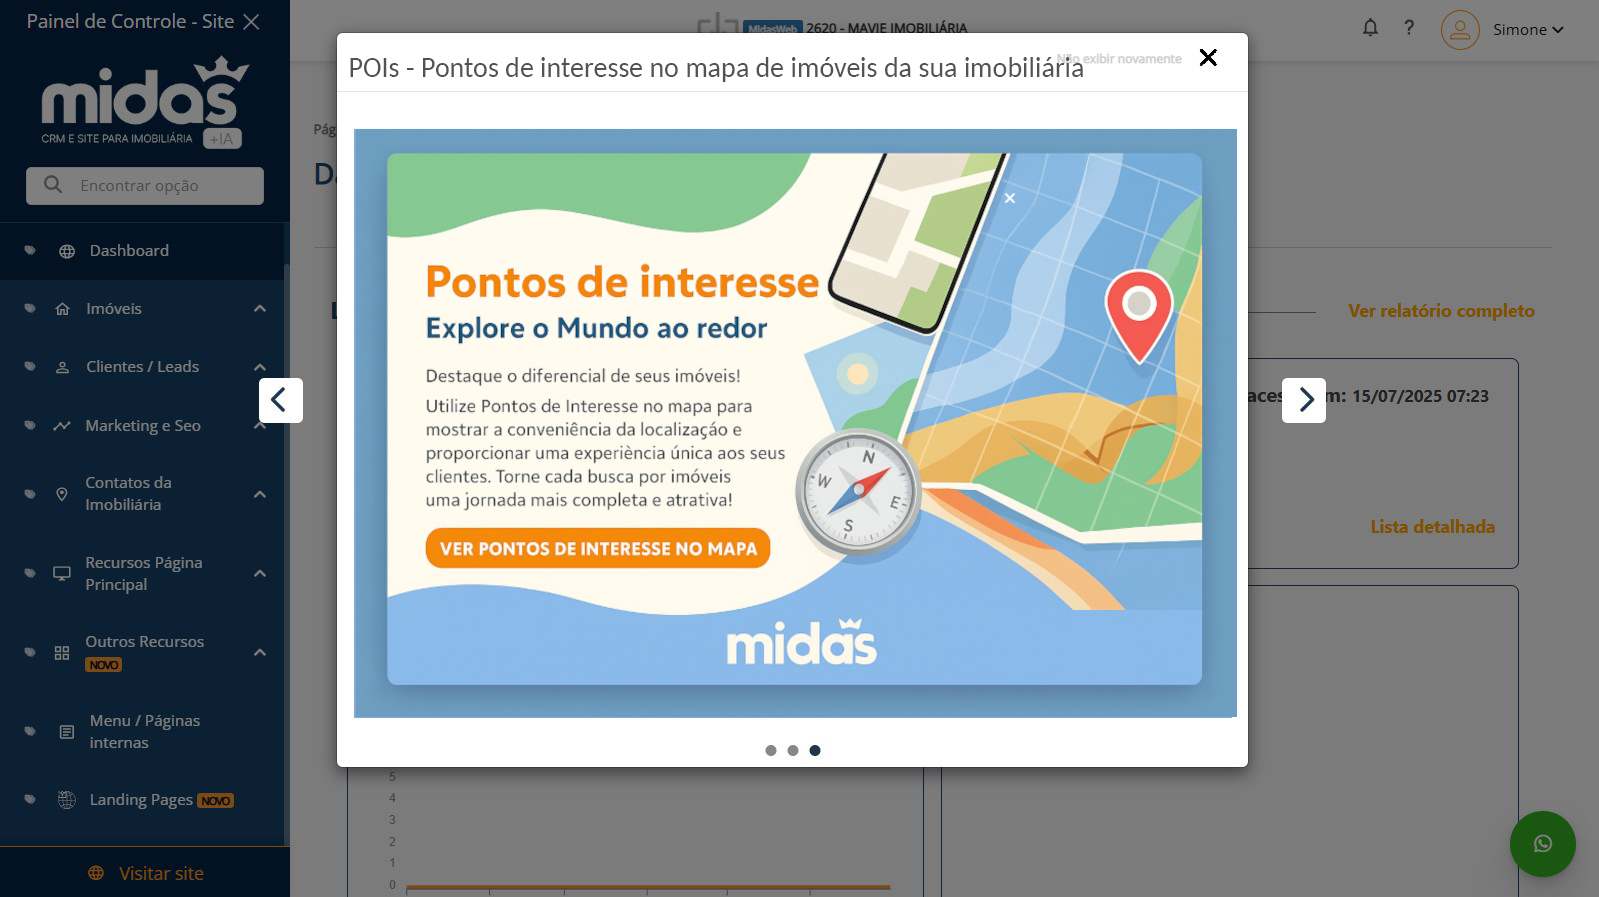 Painel de Controle - Site
midas
CRM E SITE PARA IMOBILIÁRIA +IA
Encontrar opção
Dashboard
Imóveis
Clientes / Leads
Marketing e Seo
Contatos da
Imobiliária
Recursos Página
Principal
Outros Recursos
NOVO
Menu / Páginas
internas
Landing Pages NOVO
Visitar site
MidasWeb 2620 - MAVIE IMOBILIÁRIA
? Simone
POIs - Pontos de interesse no mapa de imóveis da sua imobiliária
Não exibir novamente
Pontos de interesse
Explore o Mundo ao redor
Destaque o diferencial de seus imóveis!
Utilize Pontos de Interesse no mapa para
mostrar a conveniência da localizaçáo e
proporcionar uma experiència única aos seus
clientes. Torne cada busca por imóveis
uma jornada mais completa e atrativa!
VER PONTOS DE INTERESSE NO MAPA
N
W
E
S
midas
Ver relatório completo
m: 15/07/2025 07:23
Lista detalhada
5
4
3
2
1
0